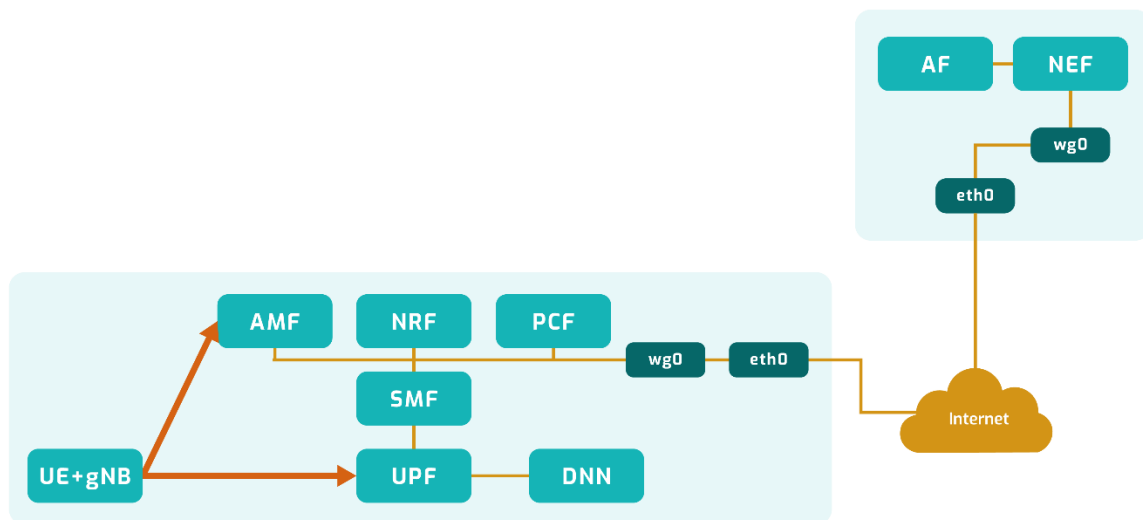 AF
NEF
wg0
eth0
AMF
NRF
PCF
wg0
eth0
SMF
Internet
UE+gNB
UPF
DNN